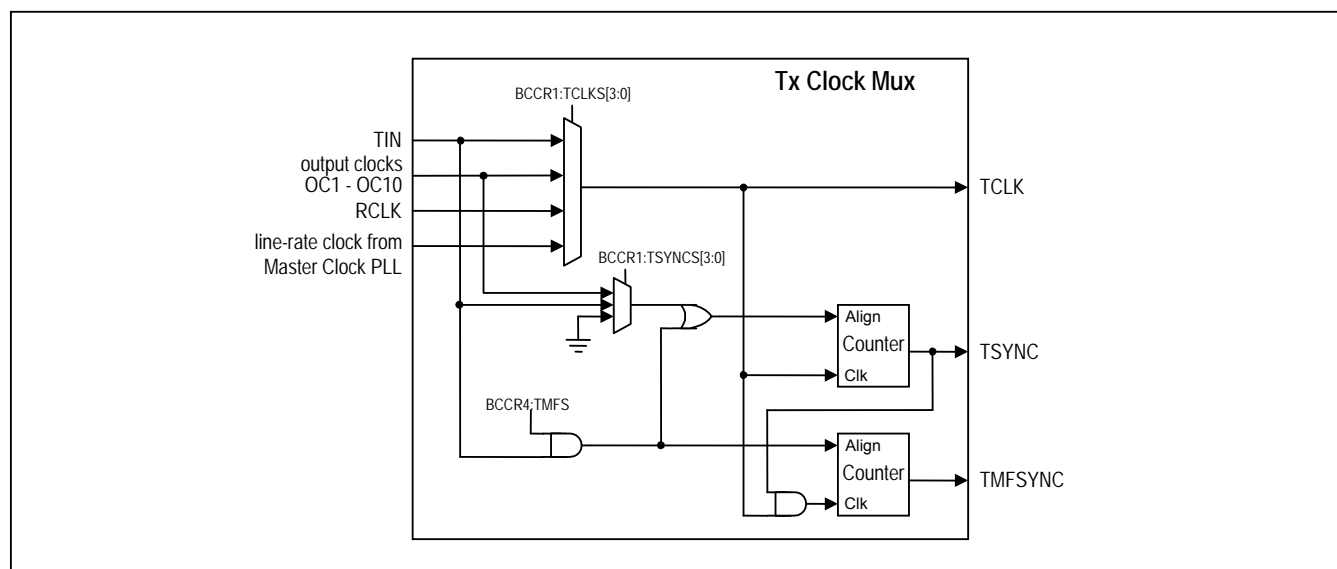 Tx Clock Mux
BCCR1:TCLKS[3:0]
TIN
output clocks
OC1 - OC10
RCLK
line-rate clock from
Master Clock PLL
TCLK
BCCR1:TSYNCS[3:0]
Align
Counter
Clk
TSYNC
BCCR4:TMFS
Align
Counter
Clk
TMFSYNC